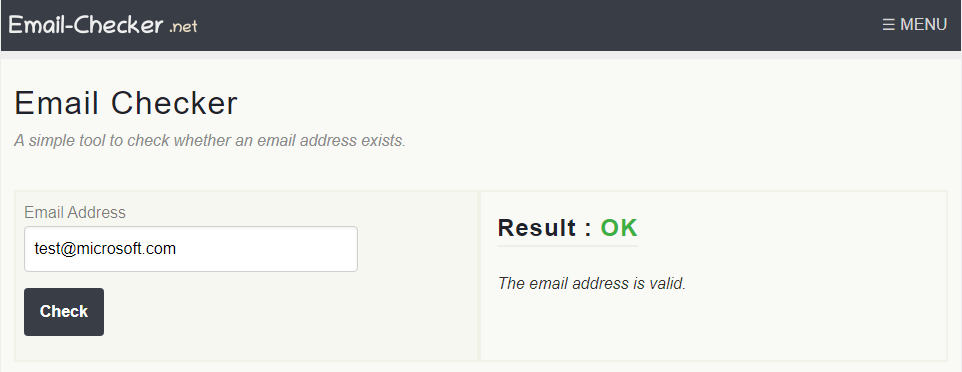 Email-Checker .net
☰ MENU
Email Checker
A simple tool to check whether an email address exists.
Email Address
test@microsoft.com
Check
Result : OK
The email address is valid.